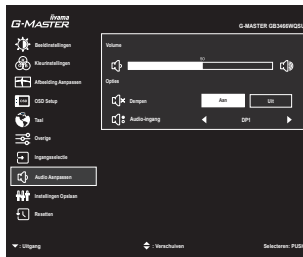 iiyama
G-MASTER
G-MASTER GB3466WQSU
Beeldinstellingen
Kleurinstellingen
Afbeelding Aanpassen
OSD
OSD Setup
Taal
Overige
Ingangsselectie
Audio Aanpassen
Instellingen Opslaan
Resetten
Volume
50
Opties
Dempen
Aan
Uit
Audio-ingang
DP1
: Uitgang
: Verschuiven
Selecteren: PUSH